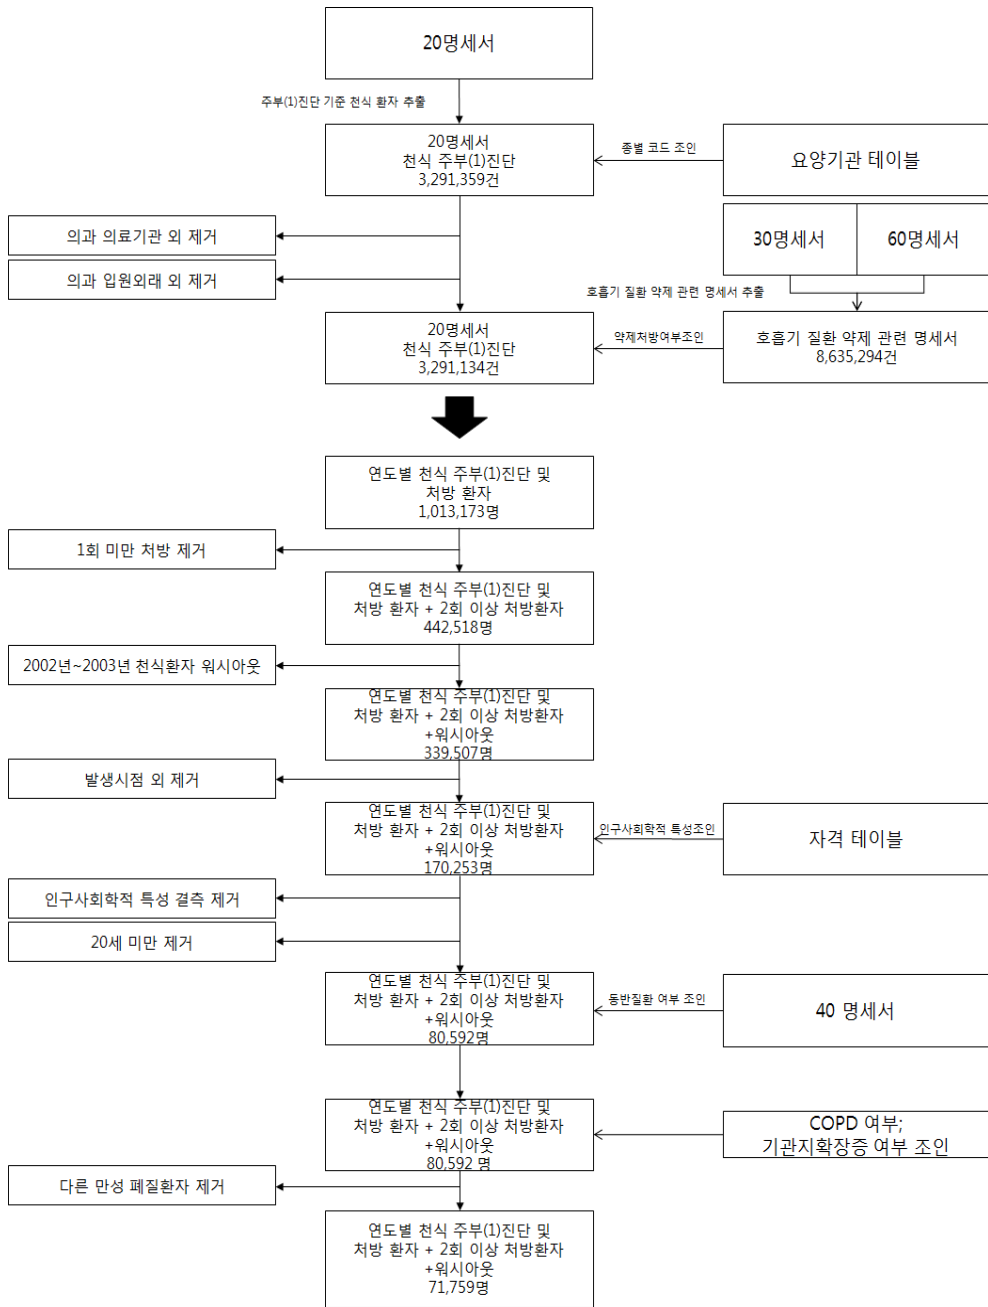 20명세서
주부(1)진단 기준 천식 환자 추출
20명세서
천식 주부(1)진단
3,291,359건
종별 코드 조인
요양기관 테이블
의과 의료기관 외 제거
의과 입원외래 외 제거
30명세서
60명세서
호흡기 질환 약제 관련 명세서 추출
20명세서
천식 주부(1)진단
3,291,134건
약제처방여부조인
호흡기 질환 약제 관련 명세서
8,635,294건
연도별 천식 주부(1)진단 및
처방 환자
1,013,173명
1회 미만 처방 제거
연도별 천식 주부(1)진단 및
처방 환자 + 2회 이상 처방환자
442,518명
2002년~2003년 천식환자 워시아웃
연도별 천식 주부(1)진단 및
처방 환자 + 2회 이상 처방환자
+워시아웃
339,507명
발생시점 외 제거
연도별 천식 주부(1)진단 및
처방 환자 + 2회 이상 처방환자
+워시아웃
170,253명
인구사회학적 특성조인
자격 테이블
인구사회학적 특성 결측 제거
20세 미만 제거
연도별 천식 주부(1)진단 및
처방 환자 + 2회 이상 처방환자
+워시아웃
80,592명
동반질환 여부 조인
40 명세서
연도별 천식 주부(1)진단 및
처방 환자 + 2회 이상 처방환자
+워시아웃
80,592 명
COPD 여부;
기관지확장증 여부 조인
다른 만성 폐질환자 제거
연도별 천식 주부(1)진단 및
처방 환자 + 2회 이상 처방환자
+워시아웃
71,759명